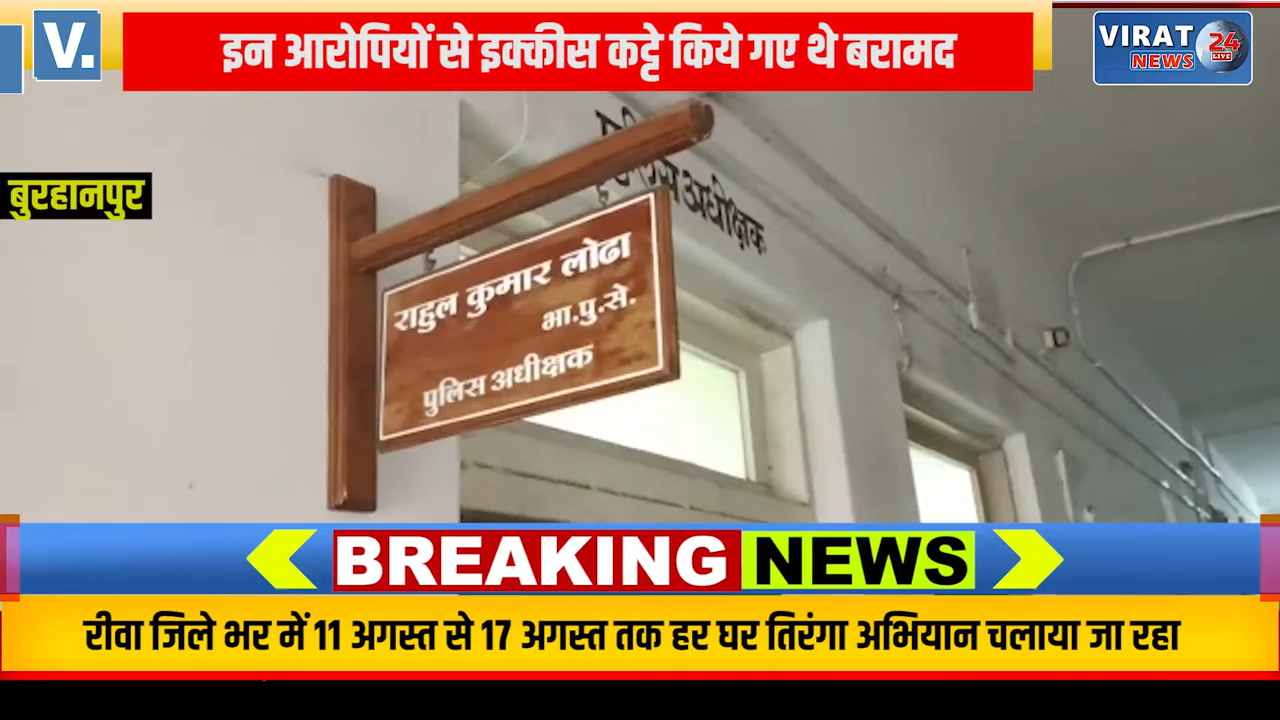 V.
इन आरोपियों से इक्कीस कट्टे किये गए थे बरामद
VIRAT
NEWS
24
LIVE
बुरहानपुर
पुलिस अधीक्षक
राहुल कुमार लोढा
भा.पु.से.
पुलिस अधीक्षक
BREAKING NEWS
रीवा जिले भर में 11 अगस्त से 17 अगस्त तक हर घर तिरंगा अभियान चलाया जा रहा